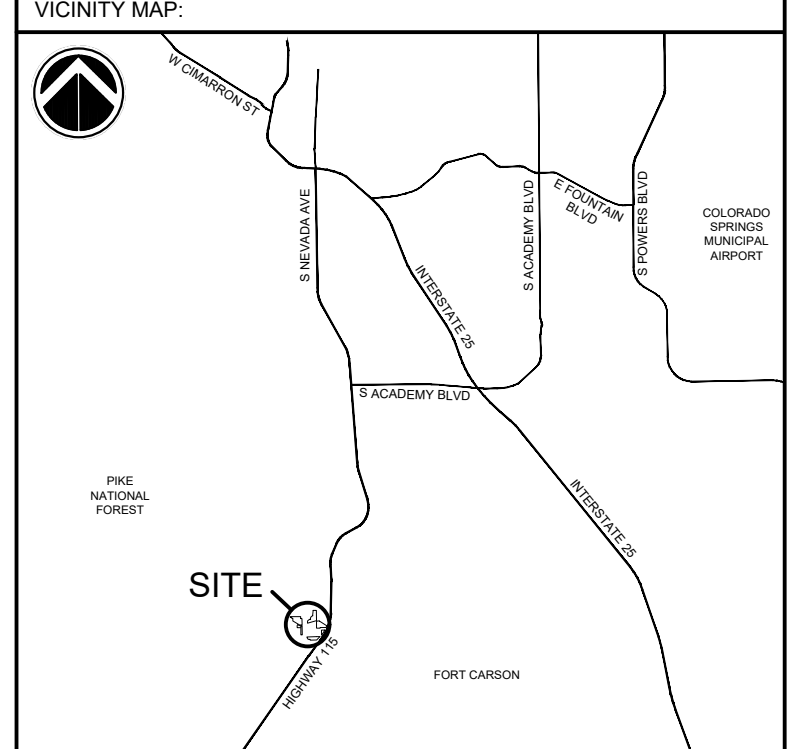 VICINITY MAP:
W CIMARRON ST
S NEVADA AVE
INTERSTATE 25
S ACADEMY BLVD
E FOUNTAIN
BLVD
S POWERS BLVD
COLORADO
SPRINGS
MUNICIPAL
AIRPORT
S ACADEMY BLVD
PIKE
NATIONAL
FOREST
INTERSTATE 25
SITE
HIGHWAY 115
FORT CARSON